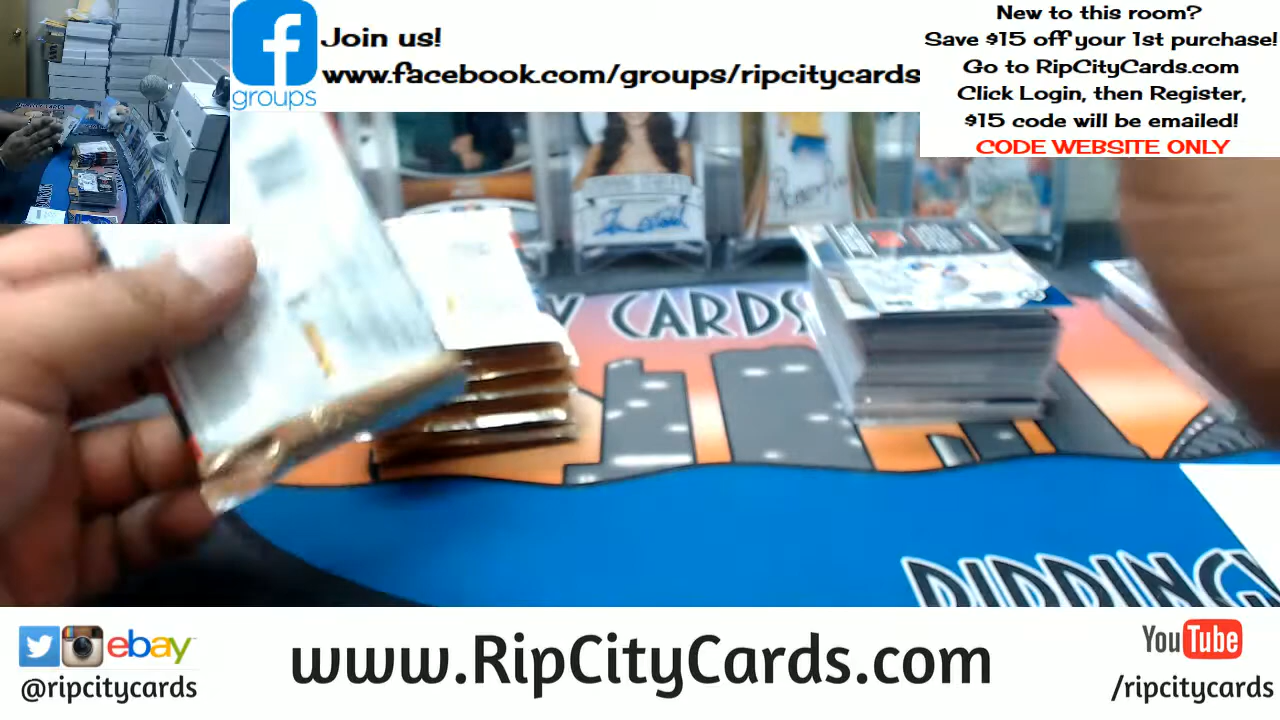 Join us!
www.facebook.com/groups/ripcitycards
groups
New to this room?
Save $15 off your 1st purchase!
Go to RipCityCards.com
Click Login, then Register,
$15 code will be emailed!
CODE WEBSITE ONLY
Y CARDS
RIPPING
ebay
@ripcitycards
www.RipCityCards.com
YouTube
/ripcitycards